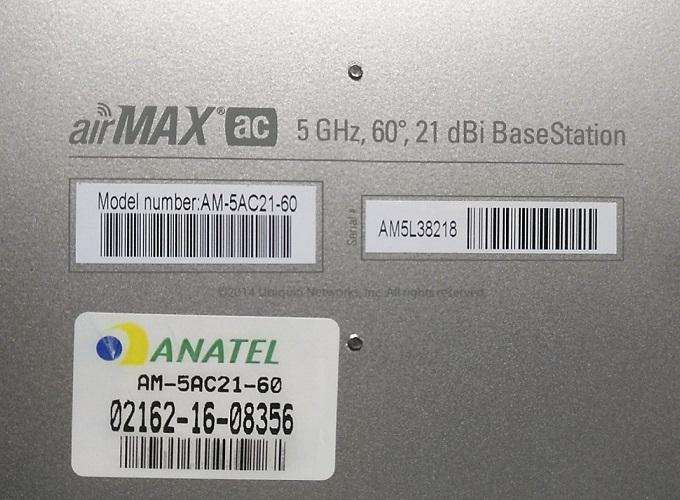 airMAX® ac 5 GHz, 60°, 21 dBi BaseStation
Model number:AM-5AC21-60
Serial #
AM5L38218
©2014 Ubiquiti Networks, Inc. All rights reserved.
ANATEL
AM-5AC21-60
02162-16-08356